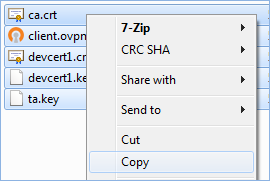 ca.crt
client.ovpn
devcert1.cr
devcert1.ke
ta.key
7-Zip
CRC SHA
Share with
Send to
Cut
Copy